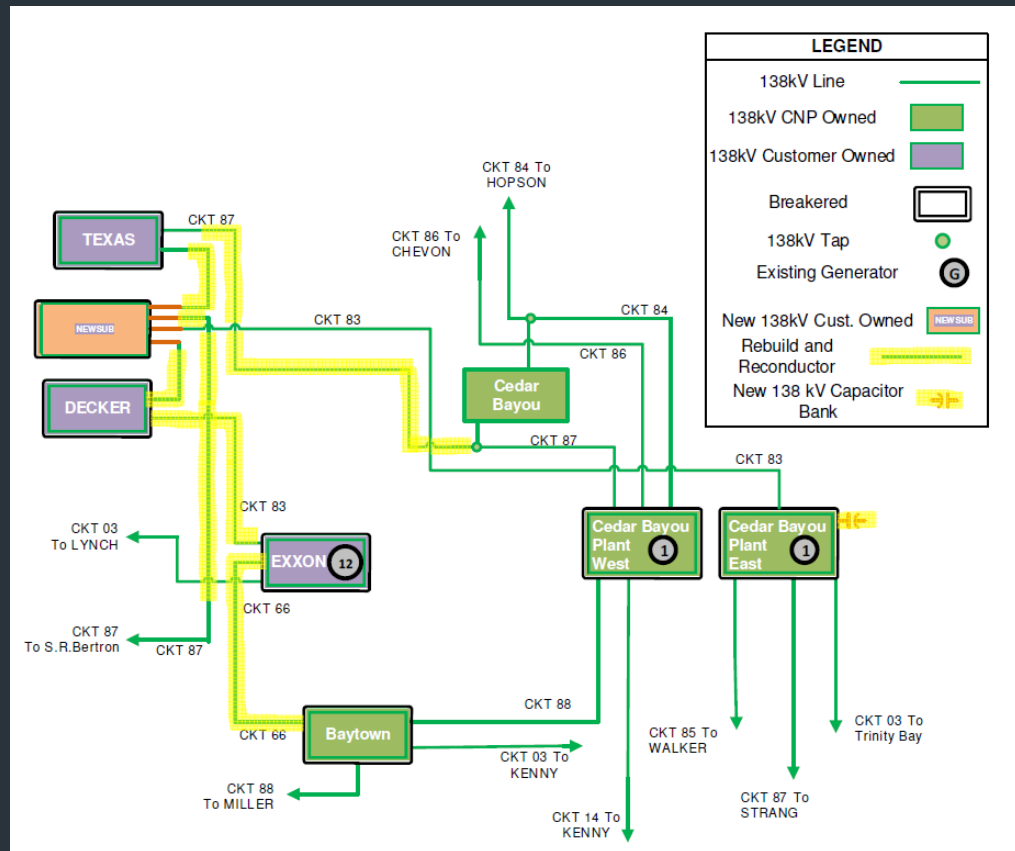 LEGEND
138kV Line
138kV CNP Owned
138kV Customer Owned
Breakered
138kV Tap
Existing Generator
G
New 138kV Cust. Owned
NEWSUB
Rebuild and
Reconductor
New 138 kV Capacitor
Bank
CKT 84 To
HOPSON
CKT 86 To
CHEVON
CKT 87
TEXAS
NEWSUB
CKT 83
CKT 84
CKT 86
Cedar
Bayou
DECKER
CKT 87
CKT 83
CKT 83
CKT 03
To LYNCH
EXXON
12
Cedar Bayou
Plant
West
1
Cedar Bayou
Plant
East
1
CKT 66
CKT 87
To S.R.Bertron
CKT 87
CKT 88
CKT 66
Baytown
CKT 03 To
KENNY
CKT 85 To
WALKER
CKT 03 To
Trinity Bay
CKT 88
To MILLER
CKT 87 To
STRANG
CKT 14 To
KENNY